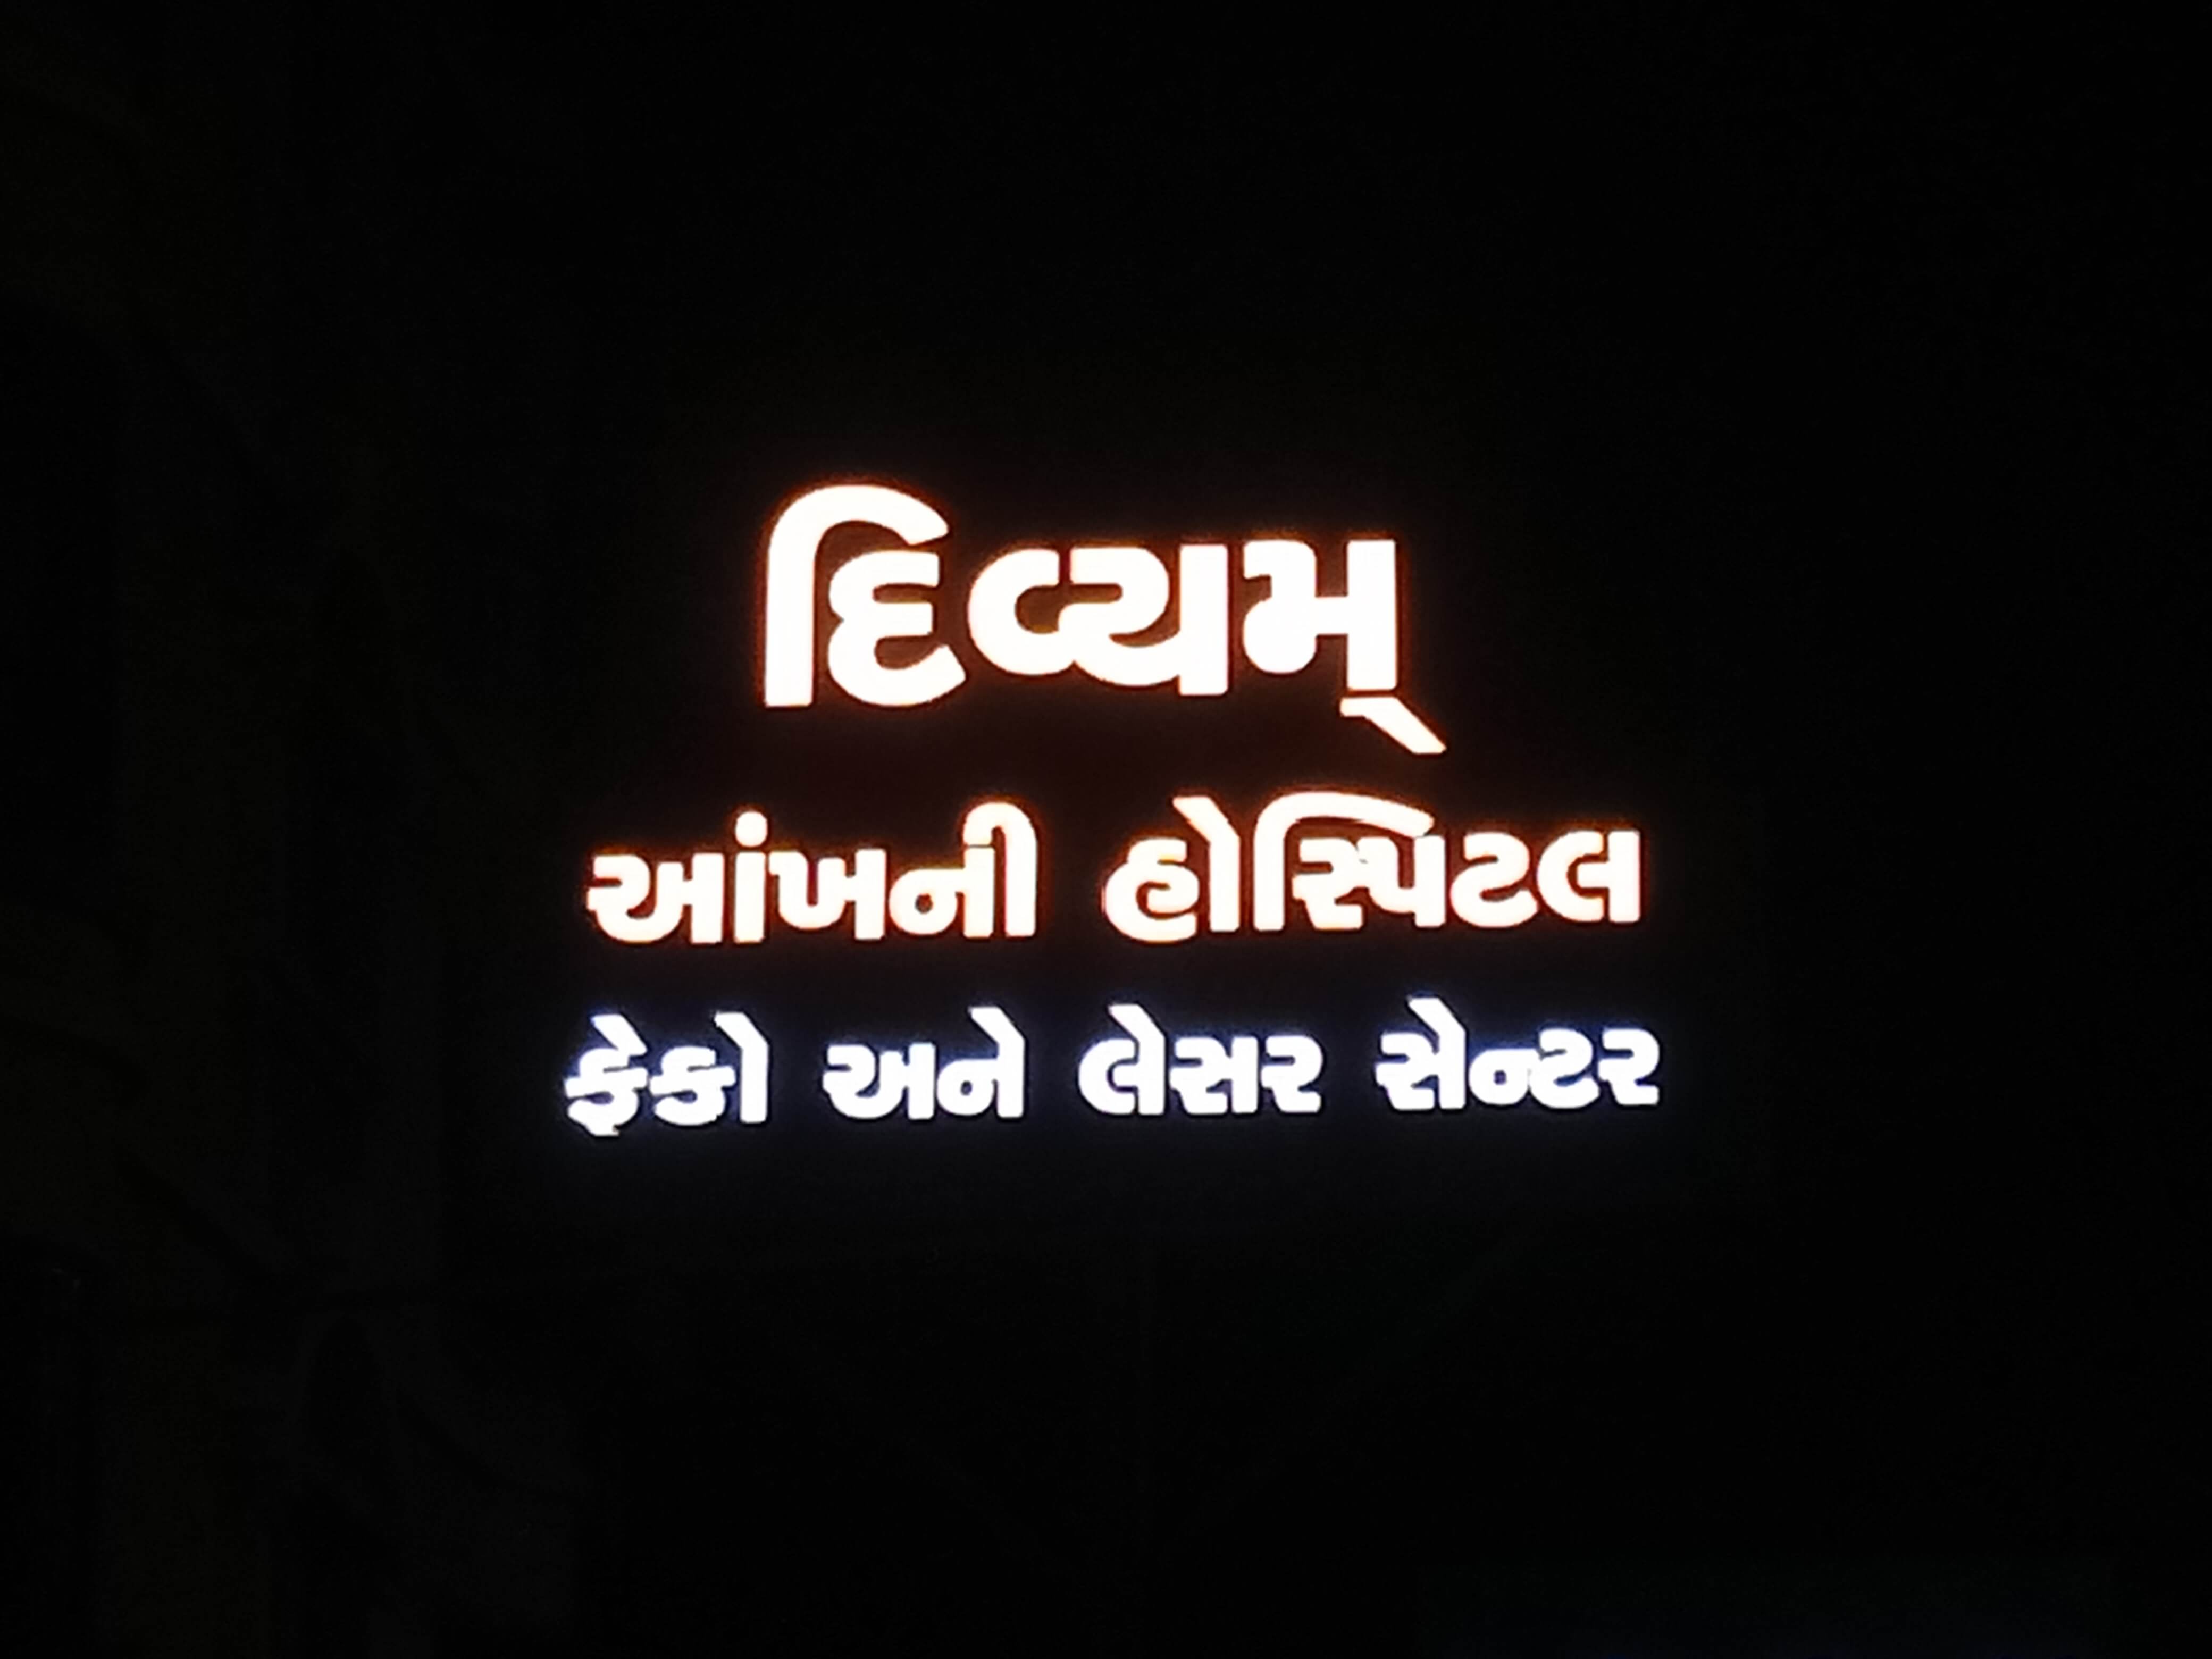 દિવ્યમ્
આંખની હોસ્પિટલ
ફેકો અને લેસર સેન્ટર